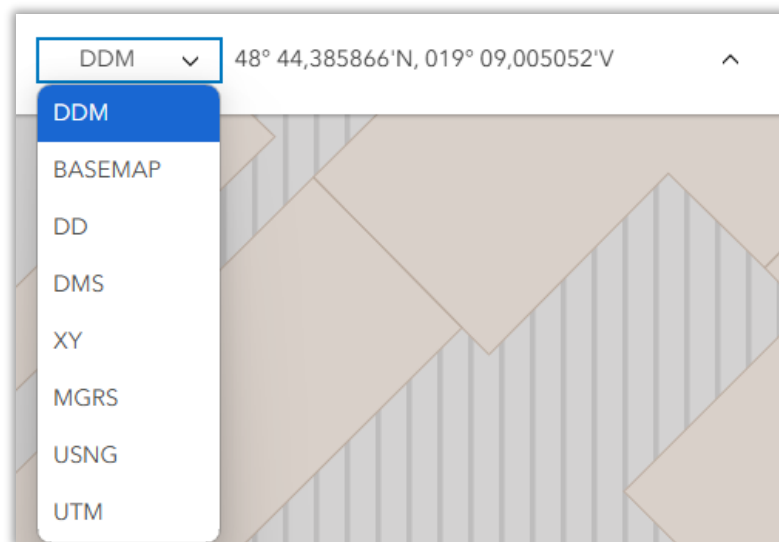 DDM 48° 44,385866'N, 019° 09,005052'V
DDM
BASEMAP
DD
DMS
XY
MGRS
USNG
UTM